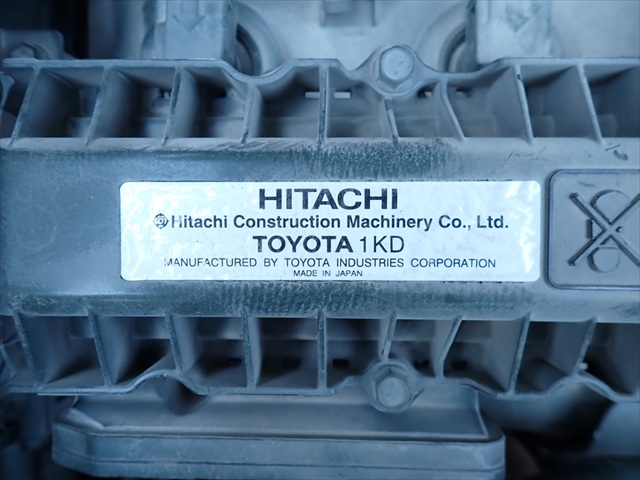 HITACHI
Hitachi Construction Machinery Co., Ltd.
TOYOTA 1KD
MANUFACTURED BY TOYOTA INDUSTRIES CORPORATION
MADE IN JAPAN